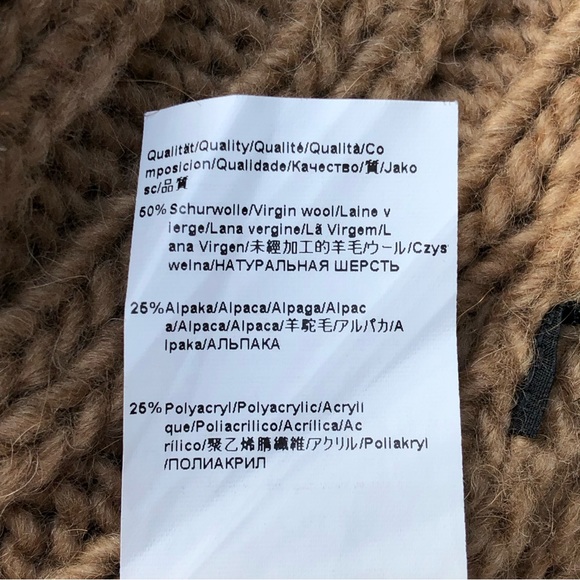 Qualität/Quality/Qualité/Qualità/Co
mposicion/Qualidade/Качество/質/Jako
sc/品質
50% Schurwolle/Virgin wool/Laine v
ierge/Lana vergine/Lã Virgem/L
ana Virgen/未經加工的羊毛/ウール/Czys
welna/НАТУРАЛЬНАЯ ШЕРСТЬ
25% Alpaka/Alpaca/Alpaga/Alpac
a/Alpaca/Alpaca/羊駝毛/アルパカ/A
lpaka/АЛЬПАКА
25% Polyacryl/Polyacrylic/Acryli
que/Poliacrilico/Acrílica/Ac
rílico/聚乙烯腈纖維/アクリル/Poliakryl
/ПОЛИАКРИЛ